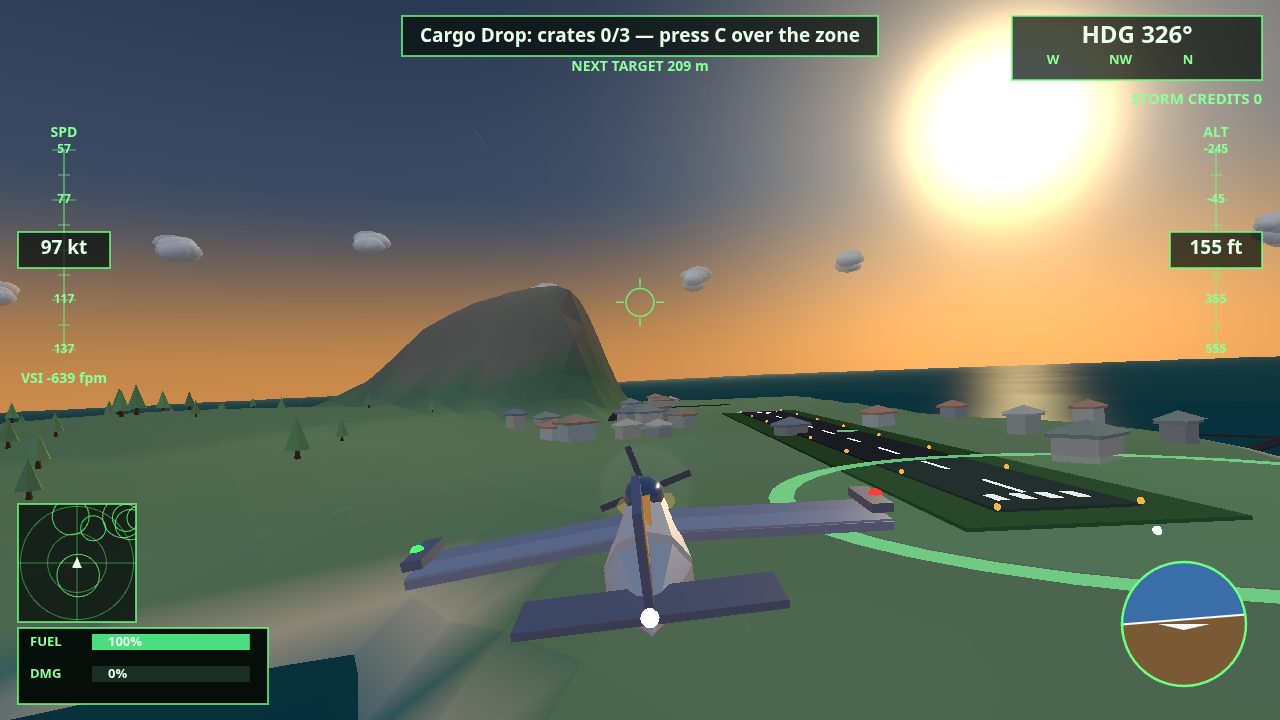 Cargo Drop: crates 0/3 — press C over the zone
NEXT TARGET 209 m
HDG 326°
W NW N
STORM CREDITS 0
SPD
57
77
97 kt
117
137
VSI -639 fpm
ALT
-245
-45
155 ft
355
555
FUEL 100%
DMG 0%